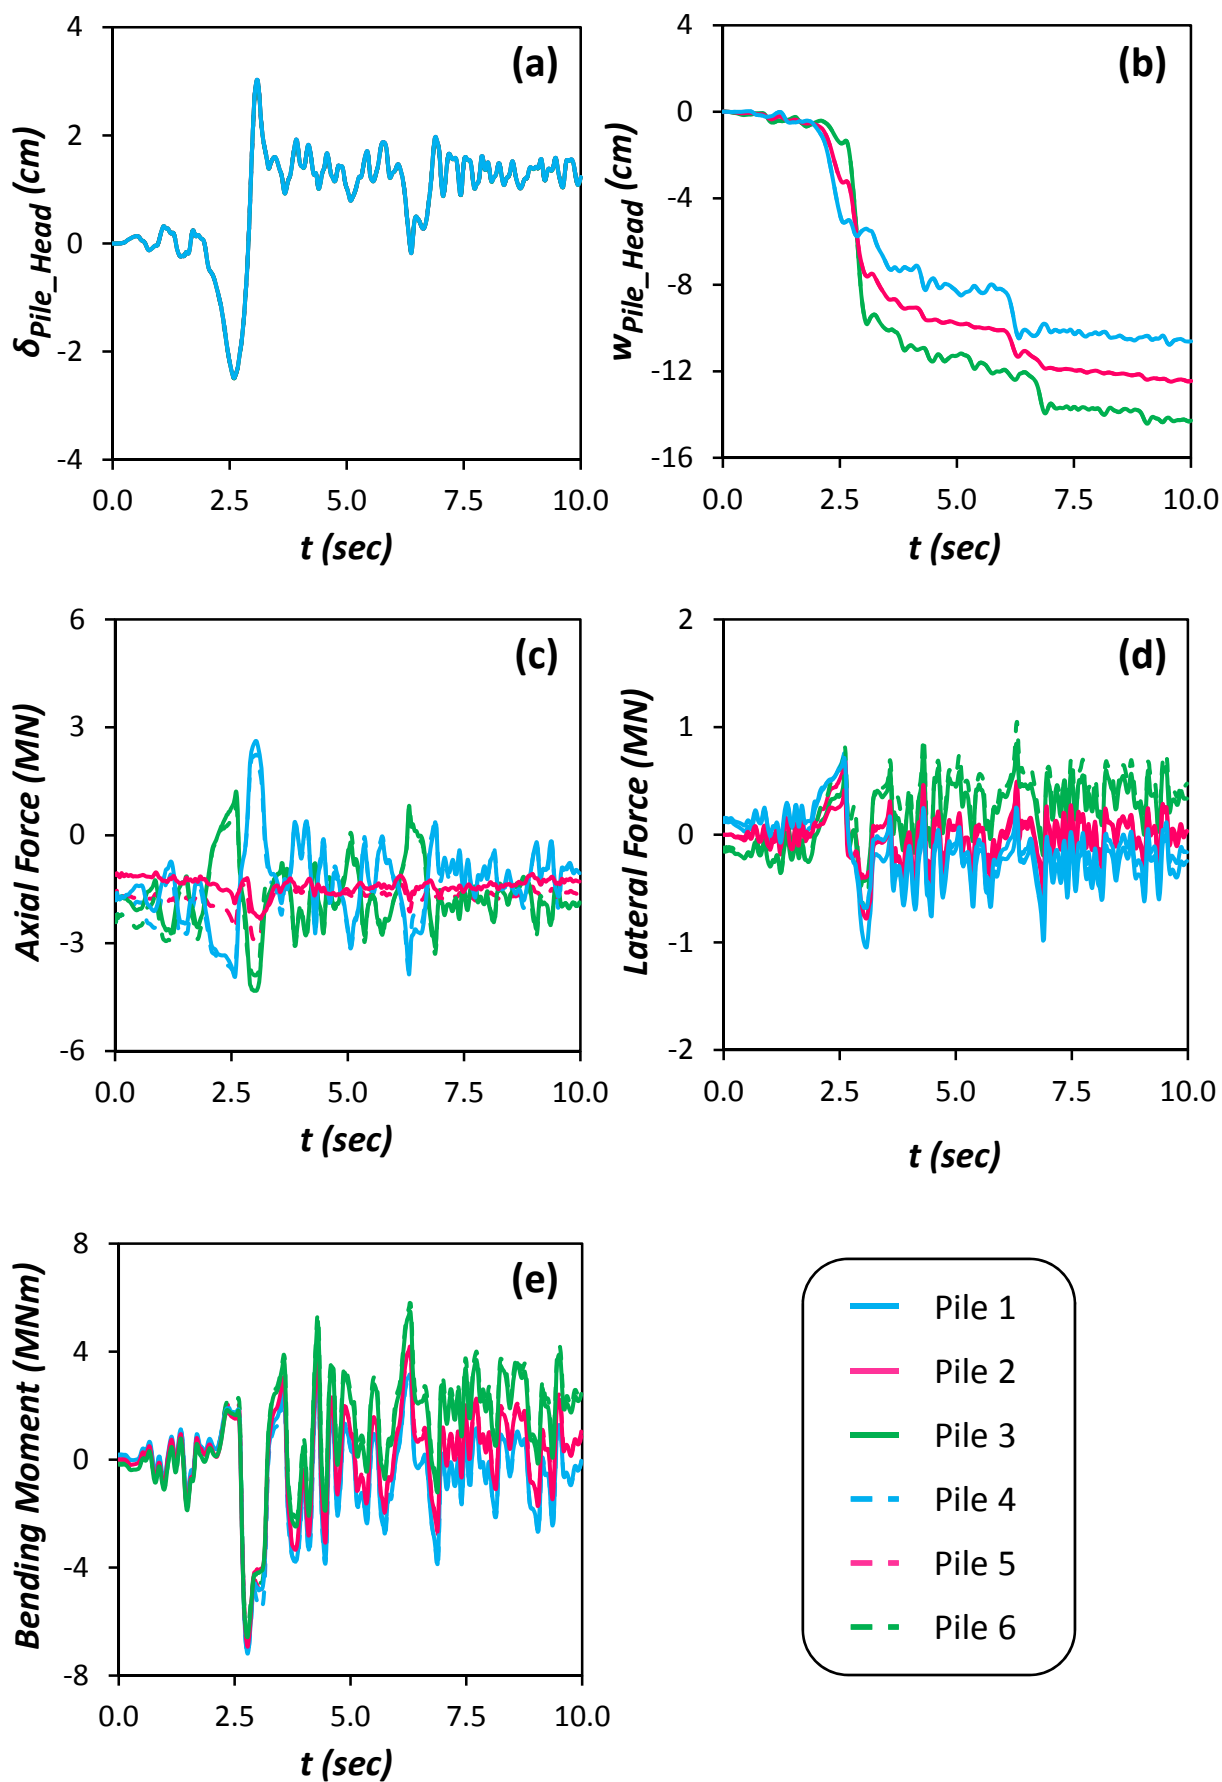 (a)
4
2
0
-2
-4
δPile_Head (cm)
0.0 2.5 5.0 7.5 10.0
t (sec)
(b)
4
0
-4
-8
-12
-16
wPile_Head (cm)
0.0 2.5 5.0 7.5 10.0
t (sec)
(c)
6
3
0
-3
-6
Axial Force (MN)
0.0 2.5 5.0 7.5 10.0
t (sec)
(d)
2
1
0
-1
-2
Lateral Force (MN)
0.0 2.5 5.0 7.5 10.0
t (sec)
(e)
8
4
0
-4
-8
Bending Moment (MNm)
0.0 2.5 5.0 7.5 10.0
t (sec)
Pile 1
Pile 2
Pile 3
Pile 4
Pile 5
Pile 6